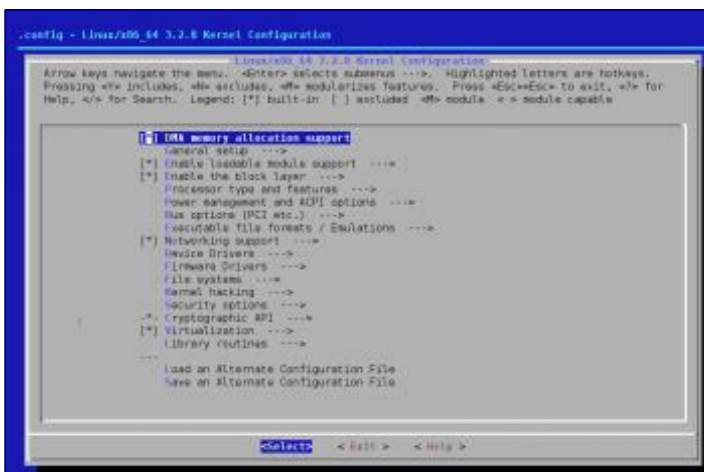 .config - Linux/x86_64 3.2.0 Kernel Configuration
Linux/x86_64 3.2.0 Kernel Configuration
Arrow keys navigate the menu.  <Enter> selects submenus --->.  Highlighted letters are hotkeys.
Pressing <Y> includes, <N> excludes, <M> modularizes features.  Press <Esc><Esc> to exit, <?> for
Help, </> for Search.  Legend: [*] built-in  [ ] excluded  <M> module  < > module capable
[*] DMA memory allocation support
General setup  --->
[*] Enable loadable module support  --->
[*] Enable the block layer  --->
Processor type and features  --->
Power management and ACPI options  --->
Bus options (PCI etc.)  --->
Executable file formats / Emulations  --->
[*] Networking support  --->
Device Drivers  --->
Firmware Drivers  --->
File systems  --->
Kernel hacking  --->
Security options  --->
-*- Cryptographic API  --->
[*] Virtualization  --->
Library routines  --->
---
Load an Alternate Configuration File
Save an Alternate Configuration File
<Select>    < Exit >    < Help >